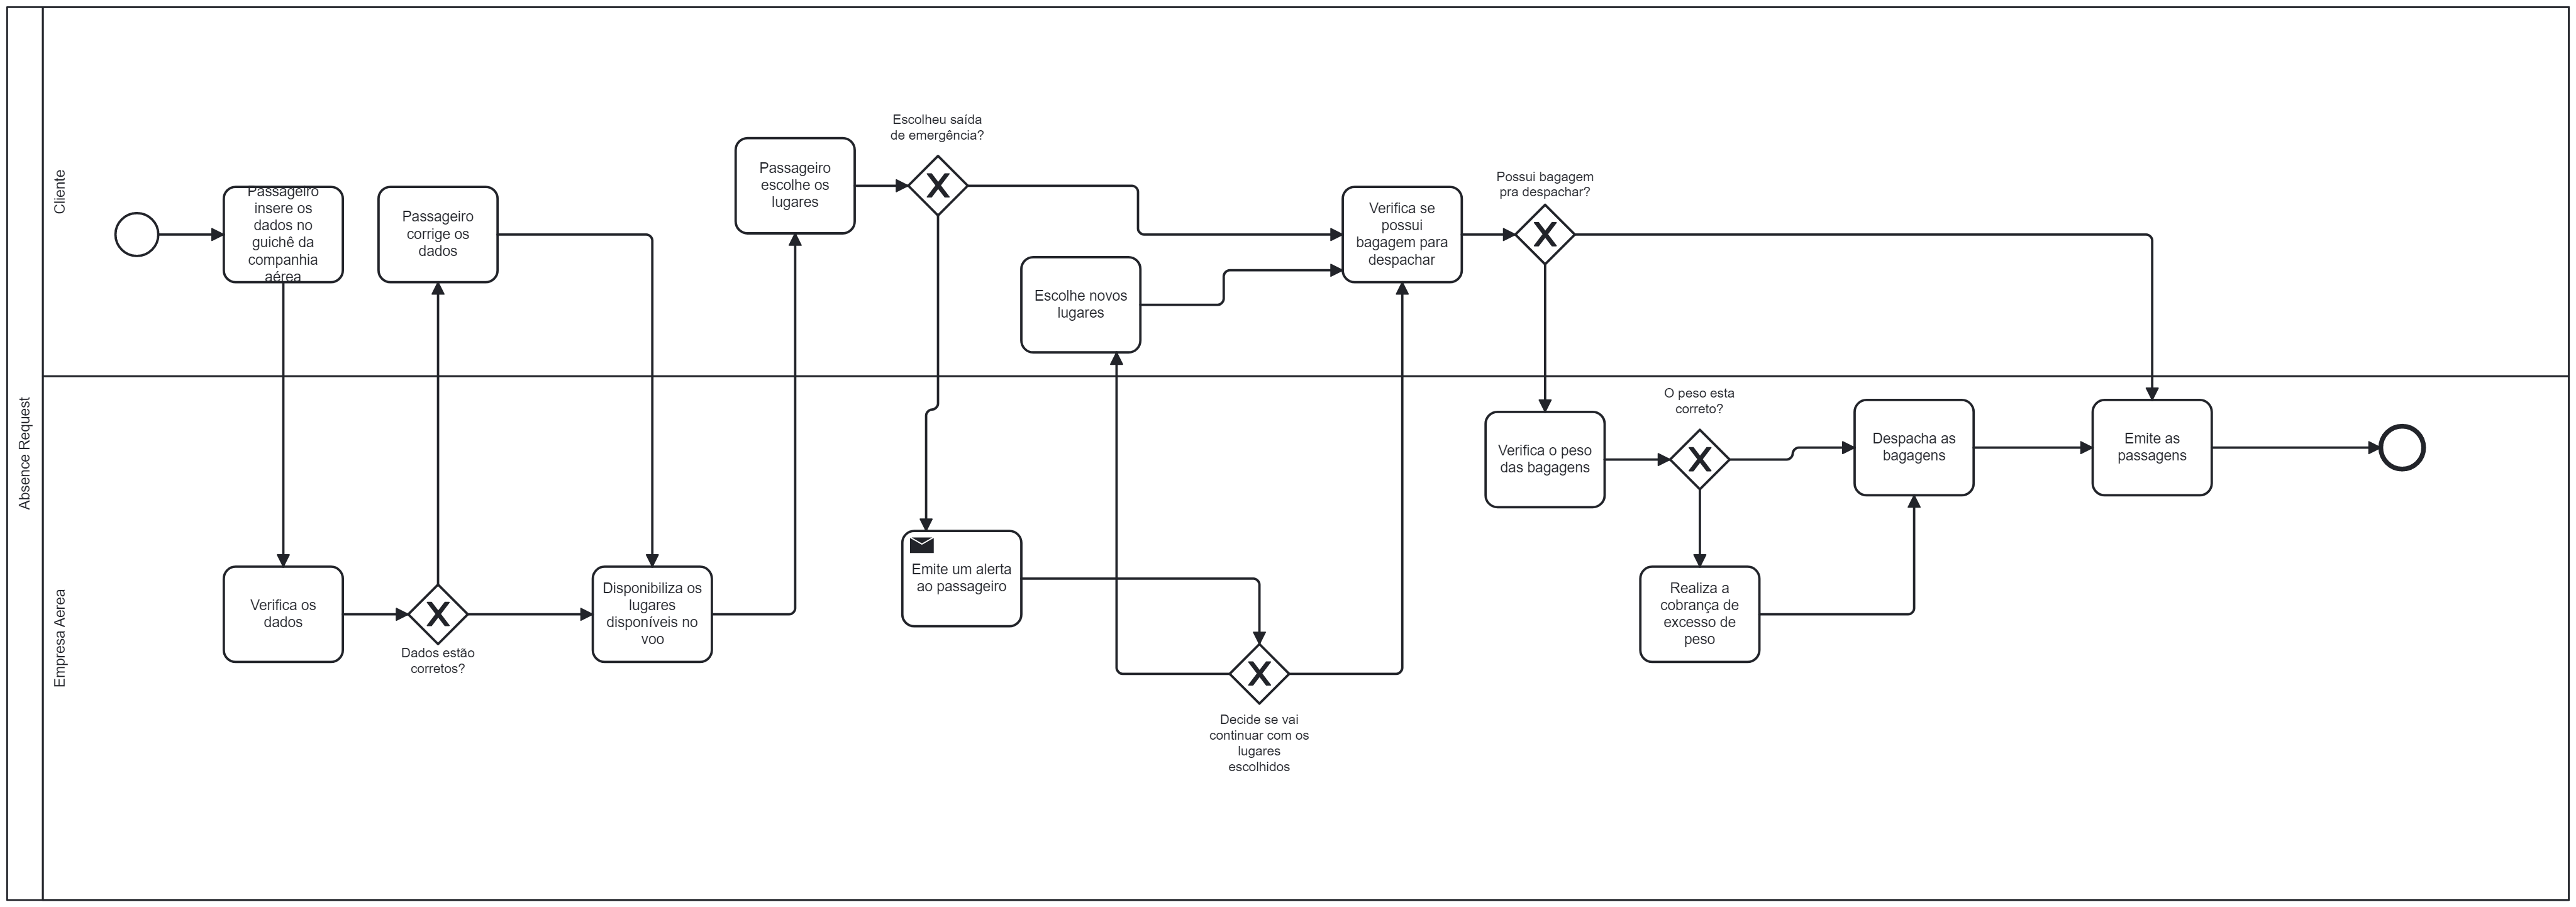 Absence Request
Cliente
Empresa Aerea
Passageiro
insere os
dados no
guichê da
companhia
aérea
Passageiro
corrige os
dados
Passageiro
escolhe os
lugares
Escolheu saída
de emergência?
Escolhe novos
lugares
Verifica se
possui
bagagem para
despachar
Possui bagagem
pra despachar?
Verifica os
dados
Dados estão
corretos?
Disponibiliza os
lugares
disponíveis no
voo
Emite um alerta
ao passageiro
Decide se vai
continuar com os
lugares
escolhidos
Verifica o peso
das bagagens
O peso esta
correto?
Realiza a
cobrança de
excesso de
peso
Despacha as
bagagens
Emite as
passagens